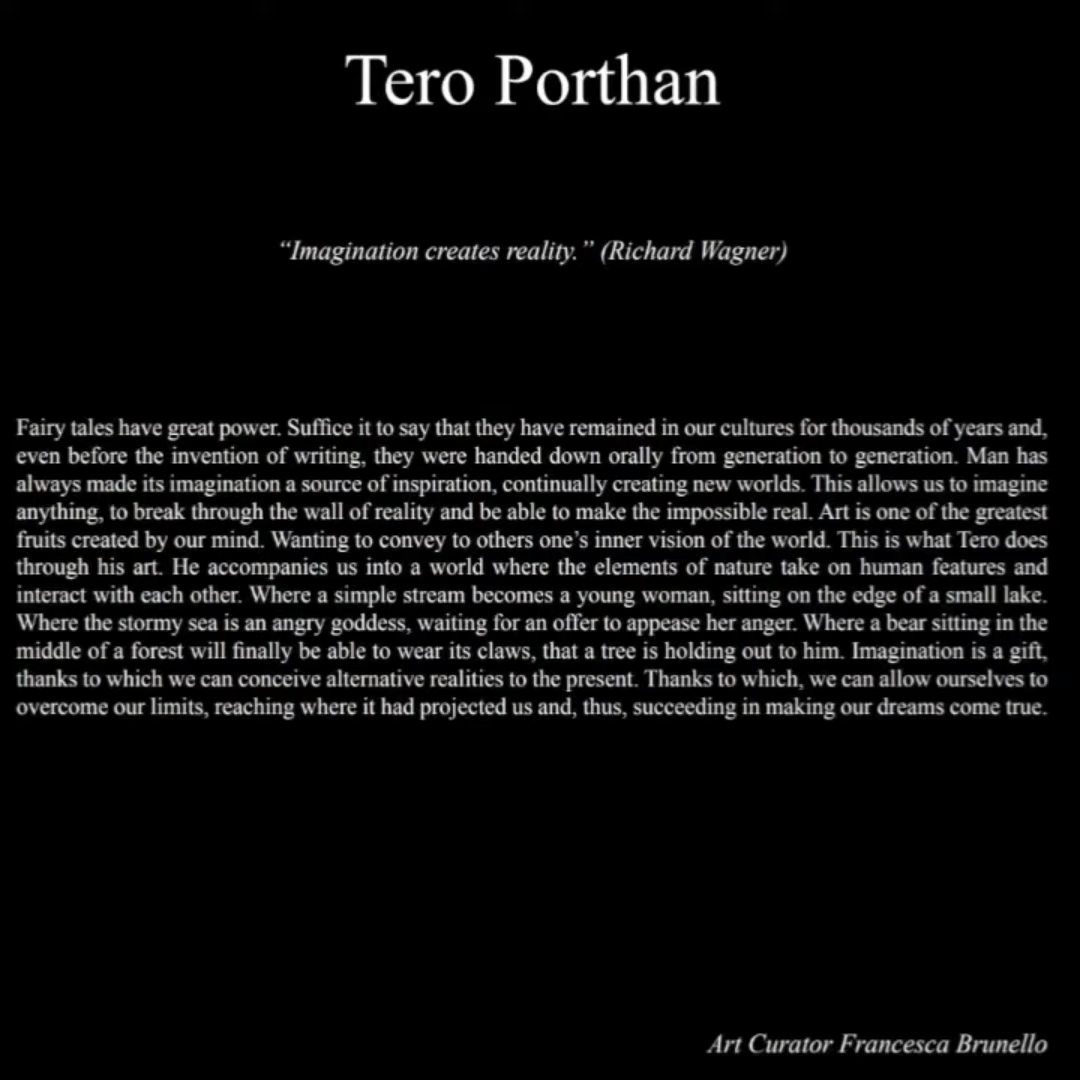 Tero Porthan
“Imagination creates reality.” (Richard Wagner)
Fairy tales have great power. Suffice it to say that they have remained in our cultures for thousands of years and,
even before the invention of writing, they were handed down orally from generation to generation. Man has
always made its imagination a source of inspiration, continually creating new worlds. This allows us to imagine
anything, to break through the wall of reality and be able to make the impossible real. Art is one of the greatest
fruits created by our mind. Wanting to convey to others one’s inner vision of the world. This is what Tero does
through his art. He accompanies us into a world where the elements of nature take on human features and
interact with each other. Where a simple stream becomes a young woman, sitting on the edge of a small lake.
Where the stormy sea is an angry goddess, waiting for an offer to appease her anger. Where a bear sitting in the
middle of a forest will finally be able to wear its claws, that a tree is holding out to him. Imagination is a gift,
thanks to which we can conceive alternative realities to the present. Thanks to which, we can allow ourselves to
overcome our limits, reaching where it had projected us and, thus, succeeding in making our dreams come true.
Art Curator Francesca Brunello